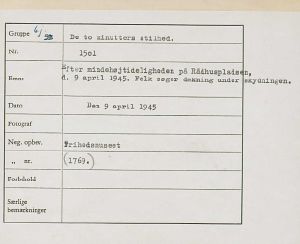 Gruppe 6/ De to minutters stilhed.
Nr. 1561
Efter mindehøjtideligheden på Rådhuspladsen,
Emne d. 9 april 1945. Folk søger dækning under skydningen.
Dato Den 9 april 1945
Fotograf
Neg. opbev. Frihedsmuseet
„ nr. (1769.)
Forbehold
Særlige
bemærkninger